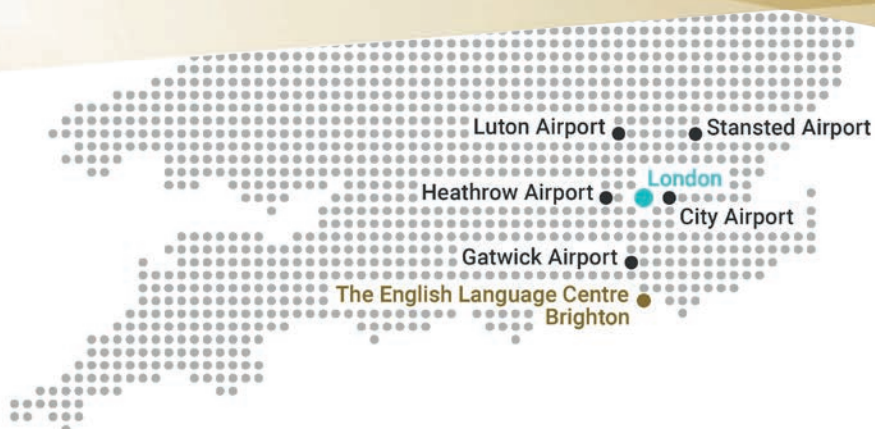 Luton Airport
Stansted Airport
London
Heathrow Airport
City Airport
Gatwick Airport
The English Language Centre
Brighton